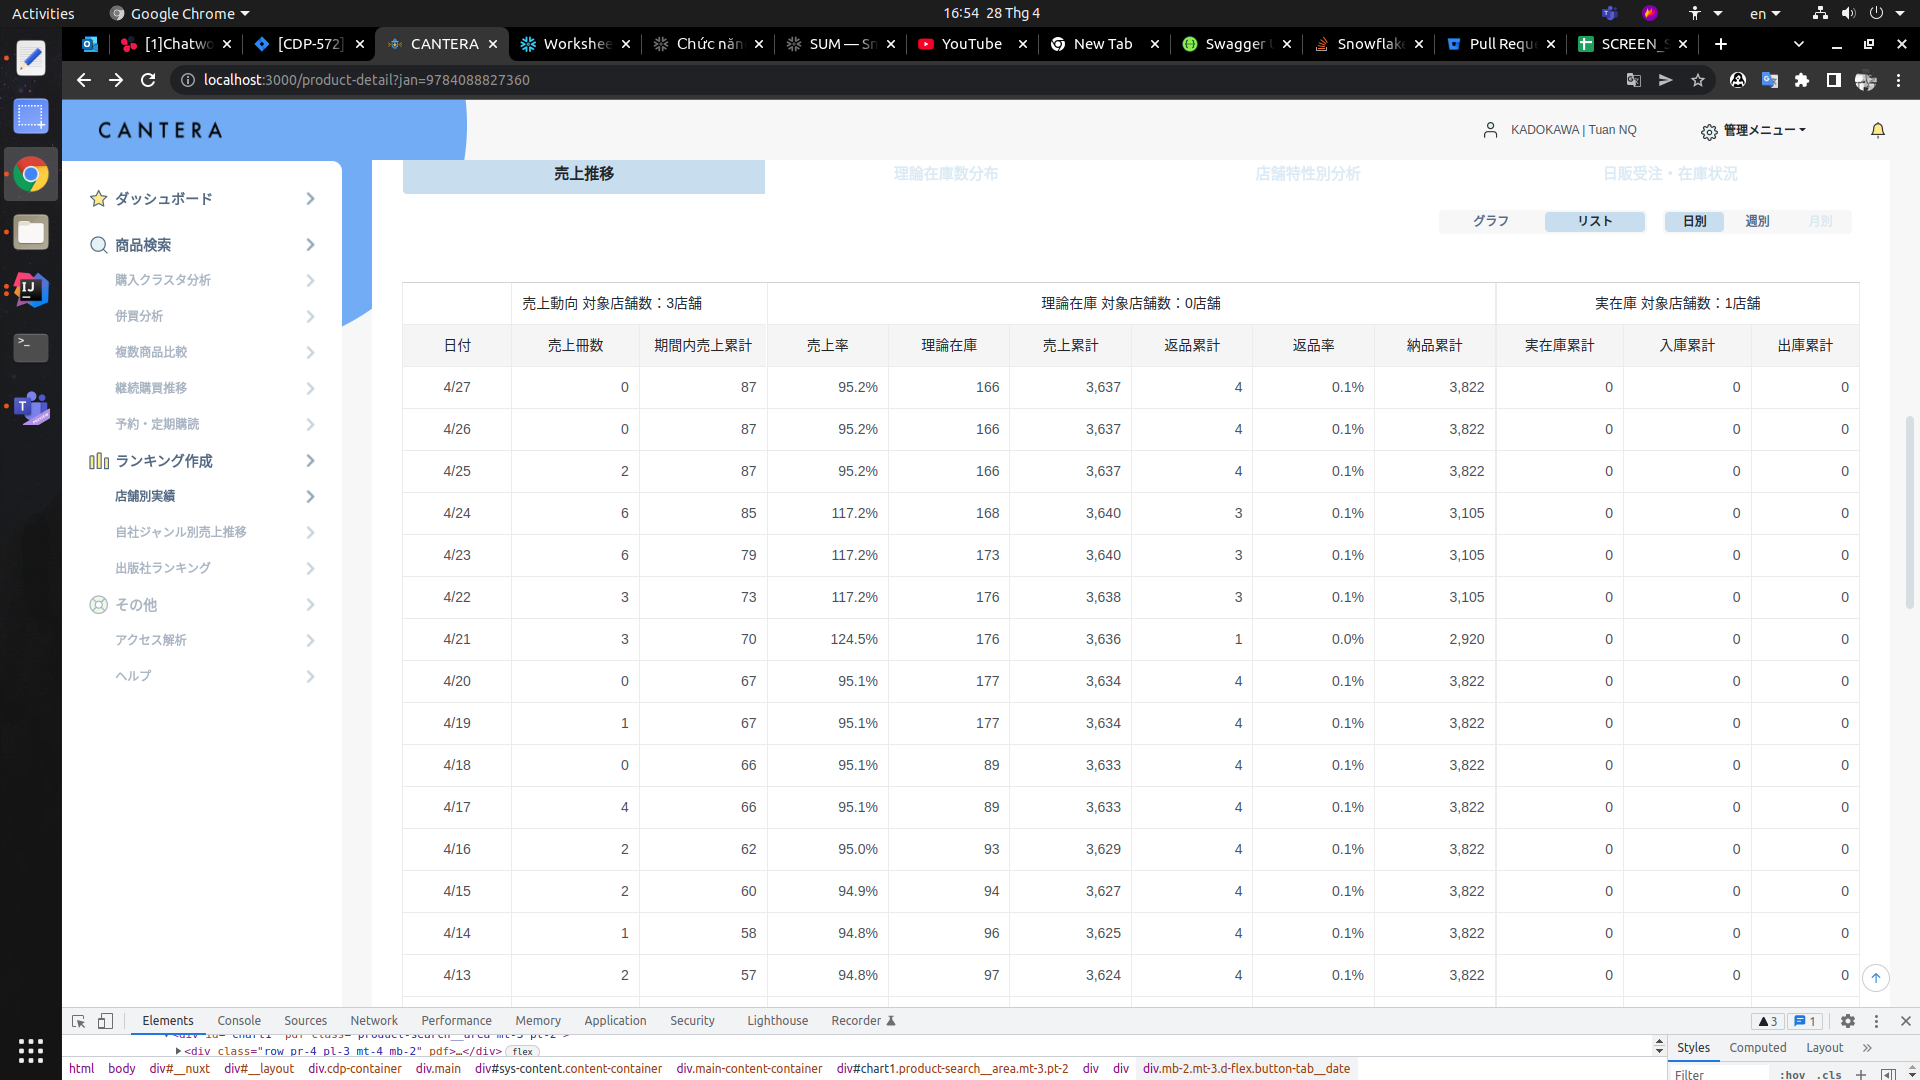 Activities Google Chrome 16:54 28 Thg 4 en
[1]Chatwo [CDP-572] CANTERA Workshee Chức năn SUM — Sn YouTube New Tab Swagger Snowflake Pull Requ SCREEN_S
localhost:3000/product-detail?jan=9784088827360
CANTERA KADOKAWA | Tuan NQ 管理メニュー
ダッシュボード
商品検索
購入クラスタ分析
併買分析
複数商品比較
継続購買推移
予約・定期購読
ランキング作成
店舗別実績
自社ジャンル別売上推移
出版社ランキング
その他
アクセス解析
ヘルプ
売上推移 理論在庫数分布 店舗特性別分析 日販受注・在庫状況
グラフ リスト 日別 週別 月別
売上動向 対象店舗数：3店舗 理論在庫 対象店舗数：0店舗 実在庫 対象店舗数：1店舗
日付 売上冊数 期間内売上累計 売上率 理論在庫 売上累計 返品累計 返品率 納品累計 実在庫累計 入庫累計 出庫累計
4/27 0 87 95.2% 166 3,637 4 0.1% 3,822 0 0 0
4/26 0 87 95.2% 166 3,637 4 0.1% 3,822 0 0 0
4/25 2 87 95.2% 166 3,637 4 0.1% 3,822 0 0 0
4/24 6 85 117.2% 168 3,640 3 0.1% 3,105 0 0 0
4/23 6 79 117.2% 173 3,640 3 0.1% 3,105 0 0 0
4/22 3 73 117.2% 176 3,638 3 0.1% 3,105 0 0 0
4/21 3 70 124.5% 176 3,636 1 0.0% 2,920 0 0 0
4/20 0 67 95.1% 177 3,634 4 0.1% 3,822 0 0 0
4/19 1 67 95.1% 177 3,634 4 0.1% 3,822 0 0 0
4/18 0 66 95.1% 89 3,633 4 0.1% 3,822 0 0 0
4/17 4 66 95.1% 89 3,633 4 0.1% 3,822 0 0 0
4/16 2 62 95.0% 93 3,629 4 0.1% 3,822 0 0 0
4/15 2 60 94.9% 94 3,627 4 0.1% 3,822 0 0 0
4/14 1 58 94.8% 96 3,625 4 0.1% 3,822 0 0 0
4/13 2 57 94.8% 97 3,624 4 0.1% 3,822 0 0 0
Elements Console Sources Network Performance Memory Application Security Lighthouse Recorder 3 1
<div class="row pr-4 pl-3 mt-4 mb-2" pdf>…</div> flex
Styles Computed Layout
html body div#__nuxt div#__layout div.cdp-container div.main div#sys-content.content-container div.main-content-container div#chart1.product-search__area.mt-3.pt-2 div div div.mb-2.mt-3.d-flex.button-tab__date
Filter :hov .cls